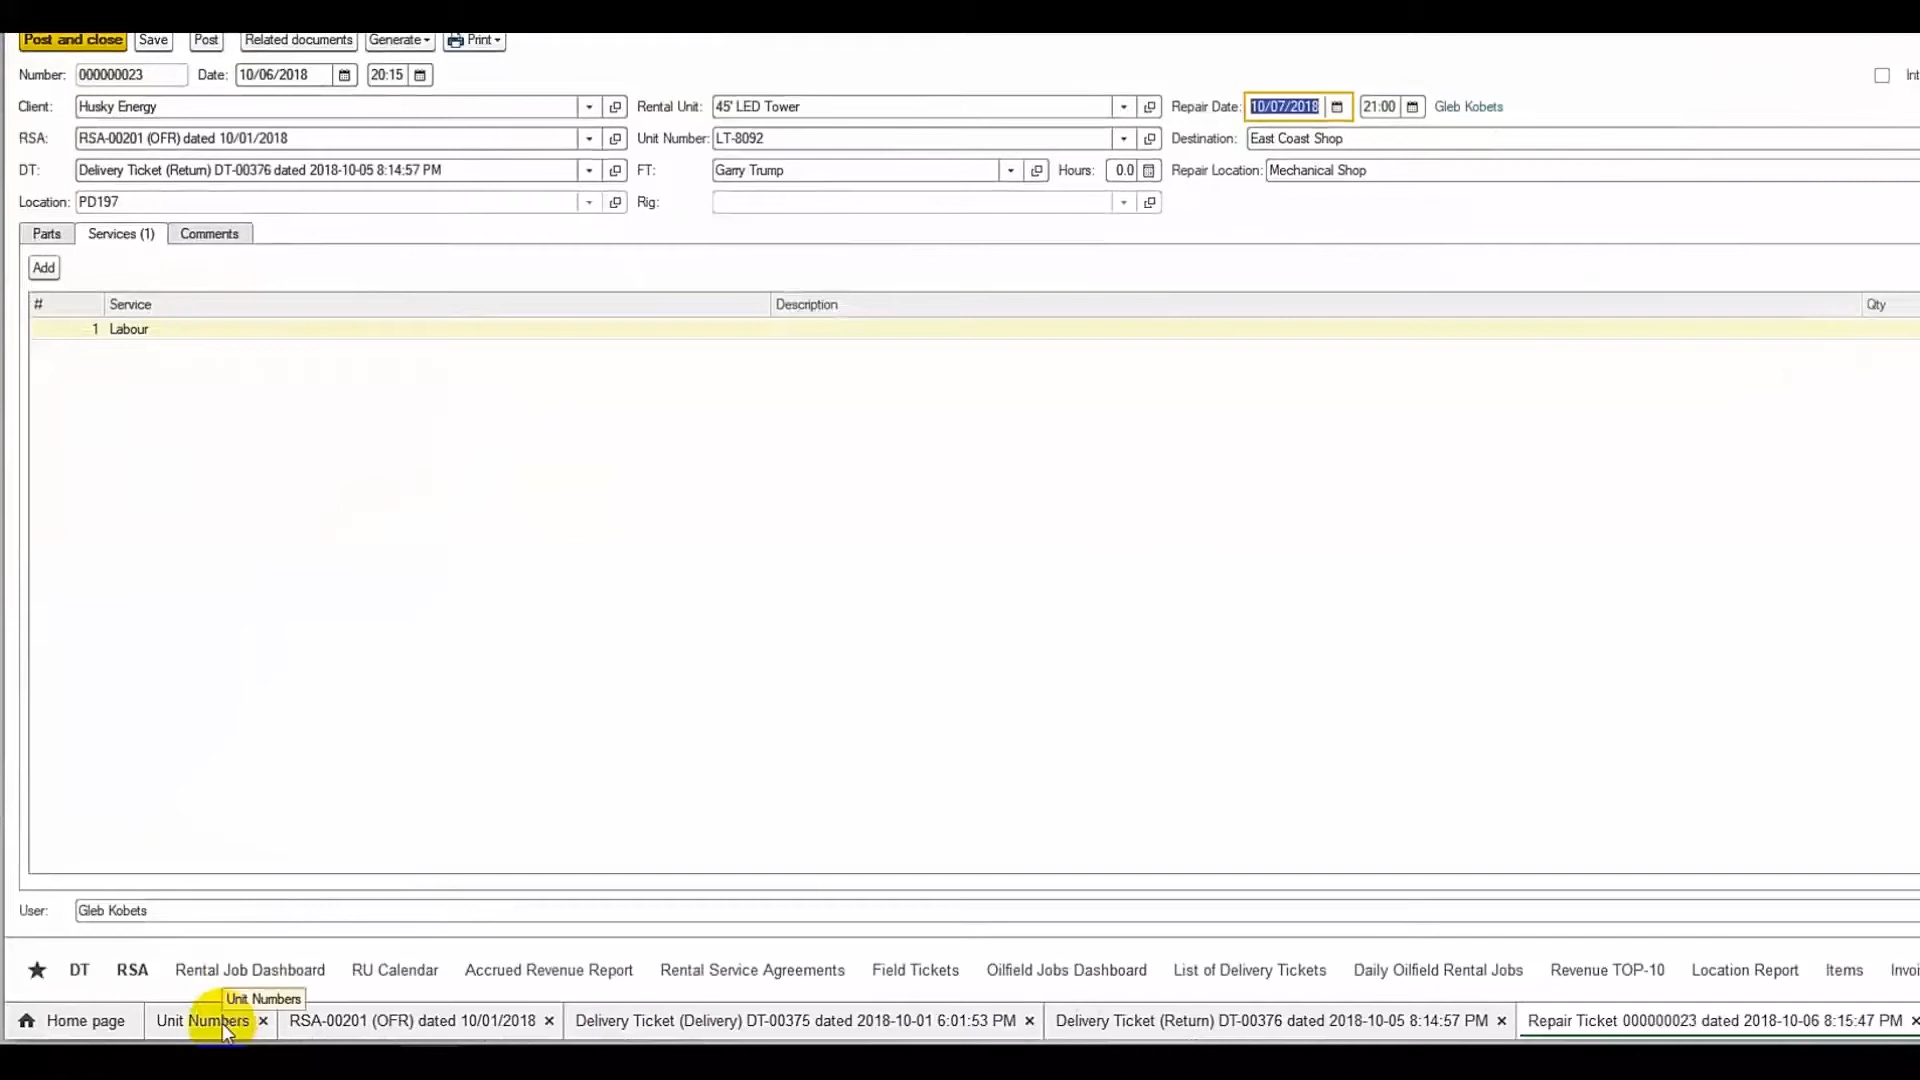 Post and close Save Post Related documents Generate Print
Number: 000000023 Date: 10/06/2018 20:15 Int
Client: Husky Energy Rental Unit: 45' LED Tower Repair Date: 10/07/2018 21:00 Gleb Kobets
RSA: RSA-00201 (OFR) dated 10/01/2018 Unit Number: LT-8092 Destination: East Coast Shop
DT: Delivery Ticket (Return) DT-00376 dated 2018-10-05 8:14:57 PM FT: Garry Trump Hours: 0.0 Repair Location: Mechanical Shop
Location: PD197 Rig:
Parts Services (1) Comments
Add
# Service Description Qty
1 Labour
User: Gleb Kobets
DT RSA Rental Job Dashboard RU Calendar Accrued Revenue Report Rental Service Agreements Field Tickets Oilfield Jobs Dashboard List of Delivery Tickets Daily Oilfield Rental Jobs Revenue TOP-10 Location Report Items Invoi
Unit Numbers
Home page Unit Numbers × RSA-00201 (OFR) dated 10/01/2018 × Delivery Ticket (Delivery) DT-00375 dated 2018-10-01 6:01:53 PM × Delivery Ticket (Return) DT-00376 dated 2018-10-05 8:14:57 PM × Repair Ticket 000000023 dated 2018-10-06 8:15:47 PM ×